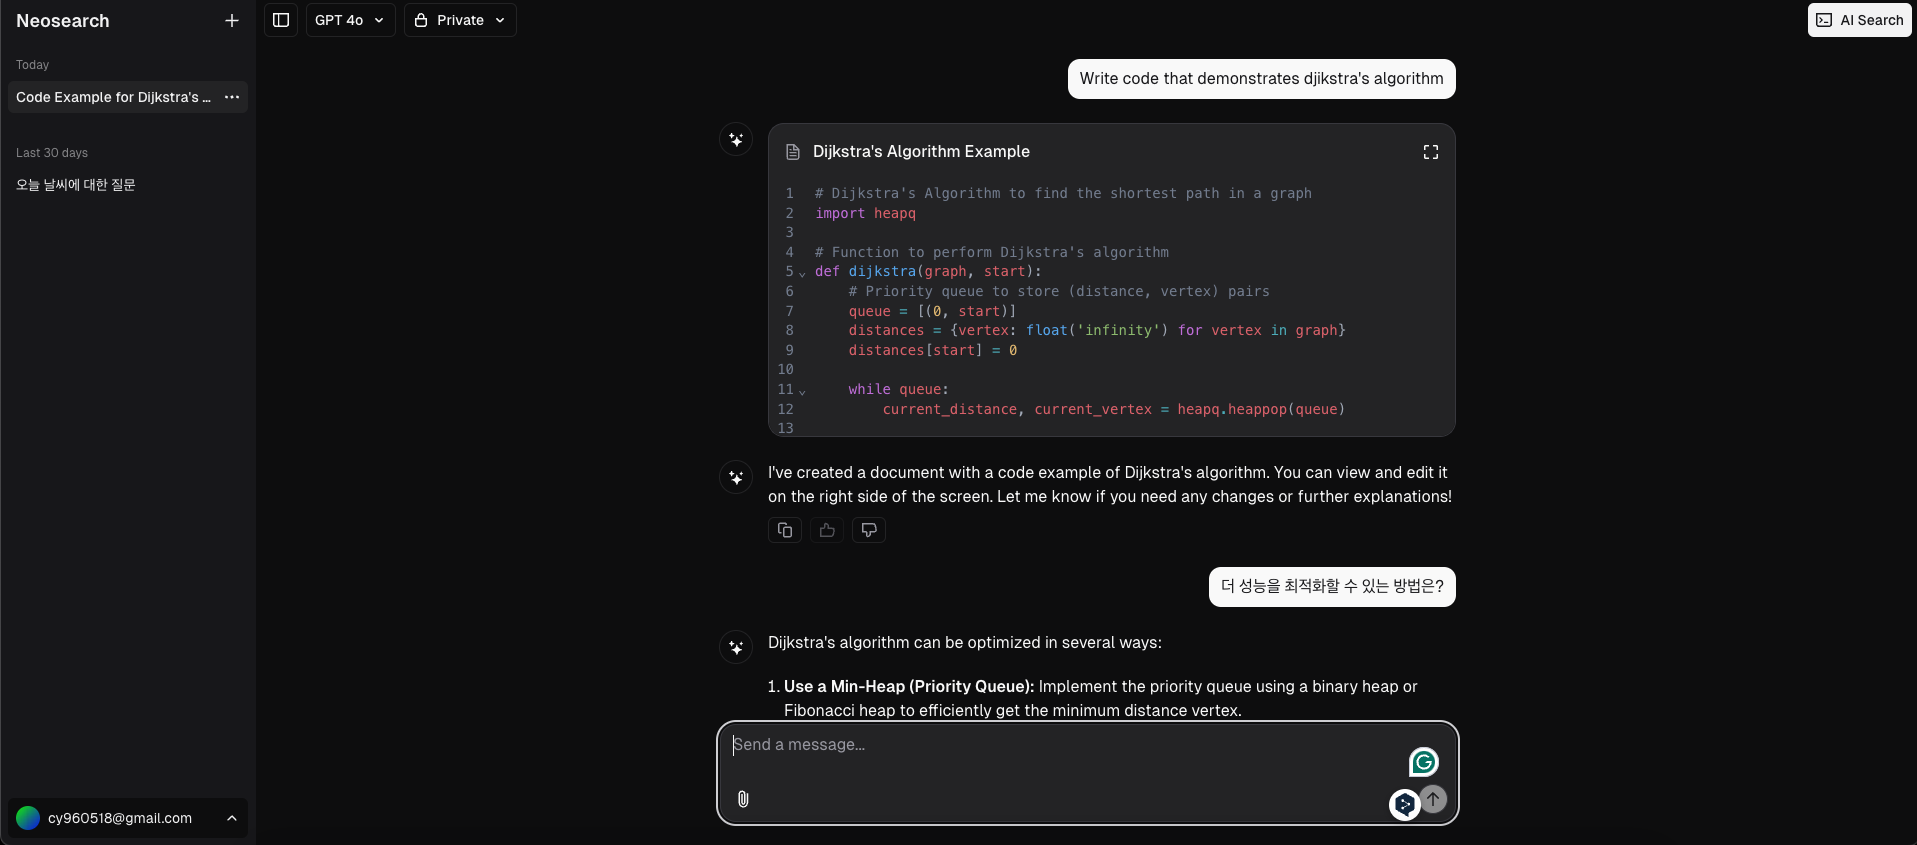 Neosearch
GPT 4o
Private
AI Search
Today
Code Example for Dijkstra's ...
Last 30 days
오늘 날씨에 대한 질문
Write code that demonstrates djikstra's algorithm
Dijkstra's Algorithm Example
1 # Dijkstra's Algorithm to find the shortest path in a graph
2 import heapq
3
4 # Function to perform Dijkstra's algorithm
5 def dijkstra(graph, start):
6     # Priority queue to store (distance, vertex) pairs
7     queue = [(0, start)]
8     distances = {vertex: float('infinity') for vertex in graph}
9     distances[start] = 0
10
11     while queue:
12         current_distance, current_vertex = heapq.heappop(queue)
13
I've created a document with a code example of Dijkstra's algorithm. You can view and edit it
on the right side of the screen. Let me know if you need any changes or further explanations!
더 성능을 최적화할 수 있는 방법은?
Dijkstra's algorithm can be optimized in several ways:
1. Use a Min-Heap (Priority Queue): Implement the priority queue using a binary heap or
Fibonacci heap to efficiently get the minimum distance vertex.
Send a message...
cy960518@gmail.com